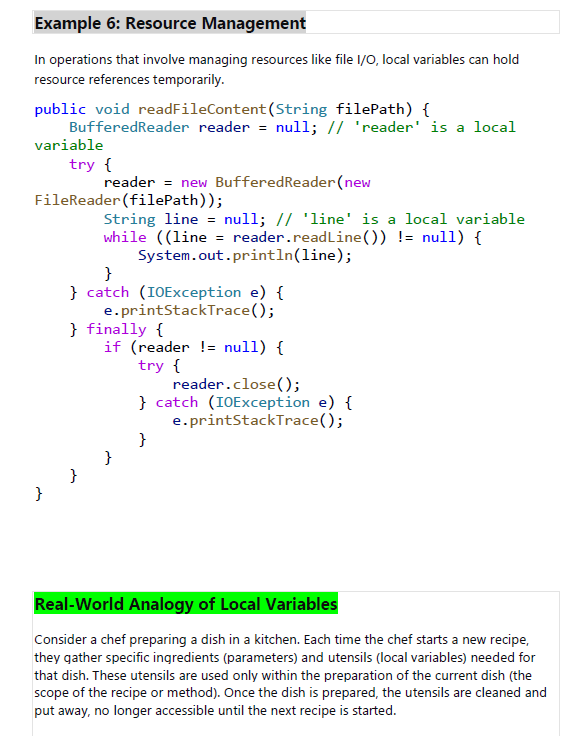 Example 6: Resource Management
In operations that involve managing resources like file I/O, local variables can hold
resource references temporarily.
public void readFileContent(String filePath) {
    BufferedReader reader = null; // 'reader' is a local
variable
    try {
        reader = new BufferedReader(new
FileReader(filePath));
        String line = null; // 'line' is a local variable
        while ((line = reader.readLine()) != null) {
            System.out.println(line);
        }
    } catch (IOException e) {
        e.printStackTrace();
    } finally {
        if (reader != null) {
            try {
                reader.close();
            } catch (IOException e) {
                e.printStackTrace();
            }
        }
    }
}
Real-World Analogy of Local Variables
Consider a chef preparing a dish in a kitchen. Each time the chef starts a new recipe,
they gather specific ingredients (parameters) and utensils (local variables) needed for
that dish. These utensils are used only within the preparation of the current dish (the
scope of the recipe or method). Once the dish is prepared, the utensils are cleaned and
put away, no longer accessible until the next recipe is started.